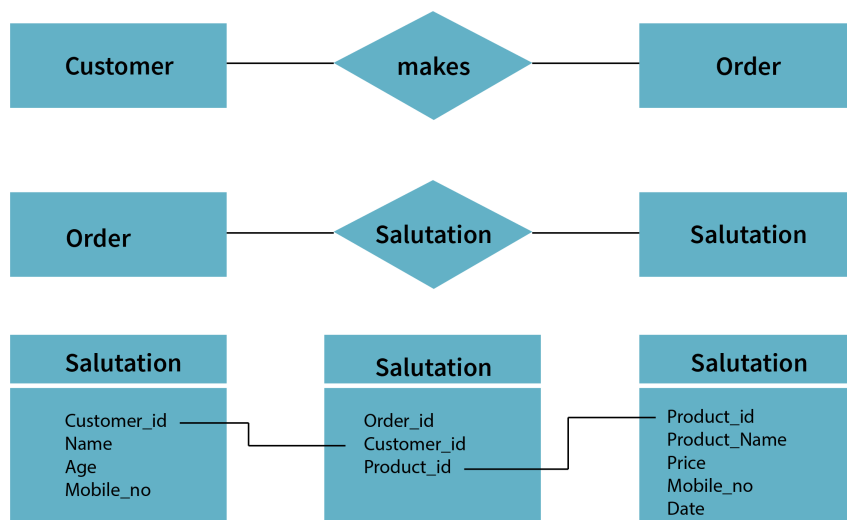 Customer
makes
Order
Order
Salutation
Salutation
Salutation
Customer_id
Name
Age
Mobile_no
Salutation
Order_id
Customer_id
Product_id
Salutation
Product_id
Product_Name
Price
Mobile_no
Date